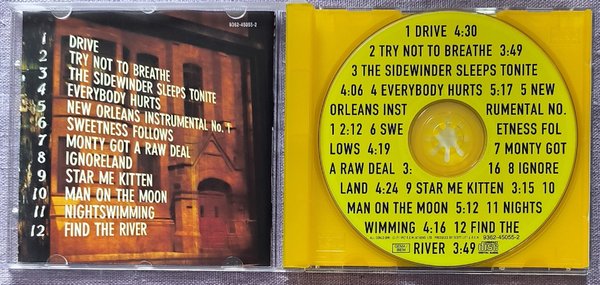 9362-45055-2
1 DRIVE
2 TRY NOT TO BREATHE
3 THE SIDEWINDER SLEEPS TONITE
4 EVERYBODY HURTS
5 NEW ORLEANS INSTRUMENTAL No. 1
6 SWEETNESS FOLLOWS
7 MONTY GOT A RAW DEAL
8 IGNORELAND
9 STAR ME KITTEN
10 MAN ON THE MOON
11 NIGHTSWIMMING
12 FIND THE RIVER
1 DRIVE 4:30
2 TRY NOT TO BREATHE 3:49
3 THE SIDEWINDER SLEEPS TONITE
4:06 4 EVERYBODY HURTS 5:17 5 NEW
ORLEANS INST RUMENTAL NO.
1 2:12 6 SWE ETNESS FOL
LOWS 4:19 7 MONTY GOT
A RAW DEAL 3: 16 8 IGNORE
LAND 4:24 9 STAR ME KITTEN 3:15 10
MAN ON THE MOON 5:12 11 NIGHTS
WIMMING 4:16 12 FIND THE
9362-45055-2
RIVER 3:49